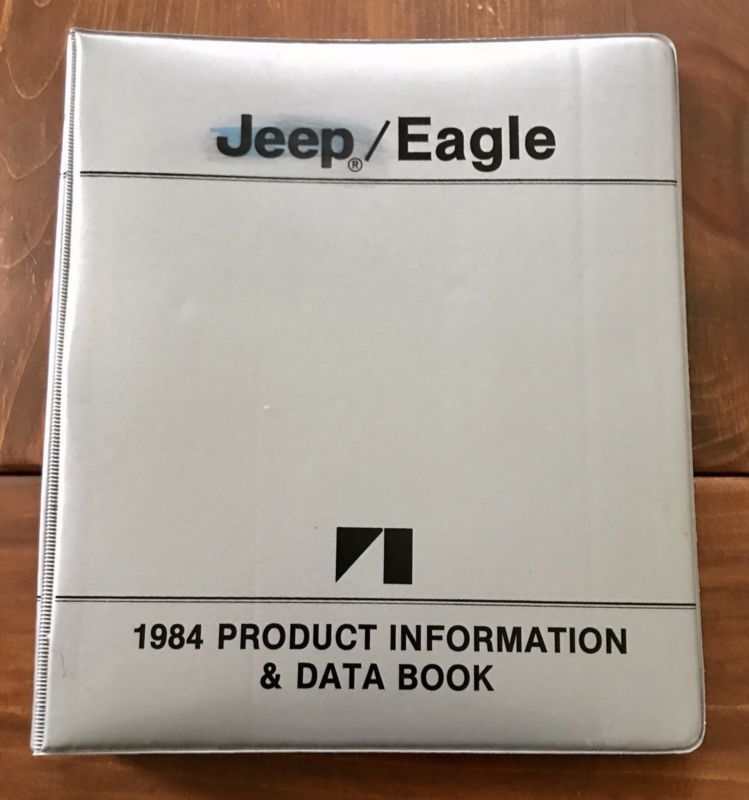 Jeep®/Eagle
1984 PRODUCT INFORMATION
& DATA BOOK